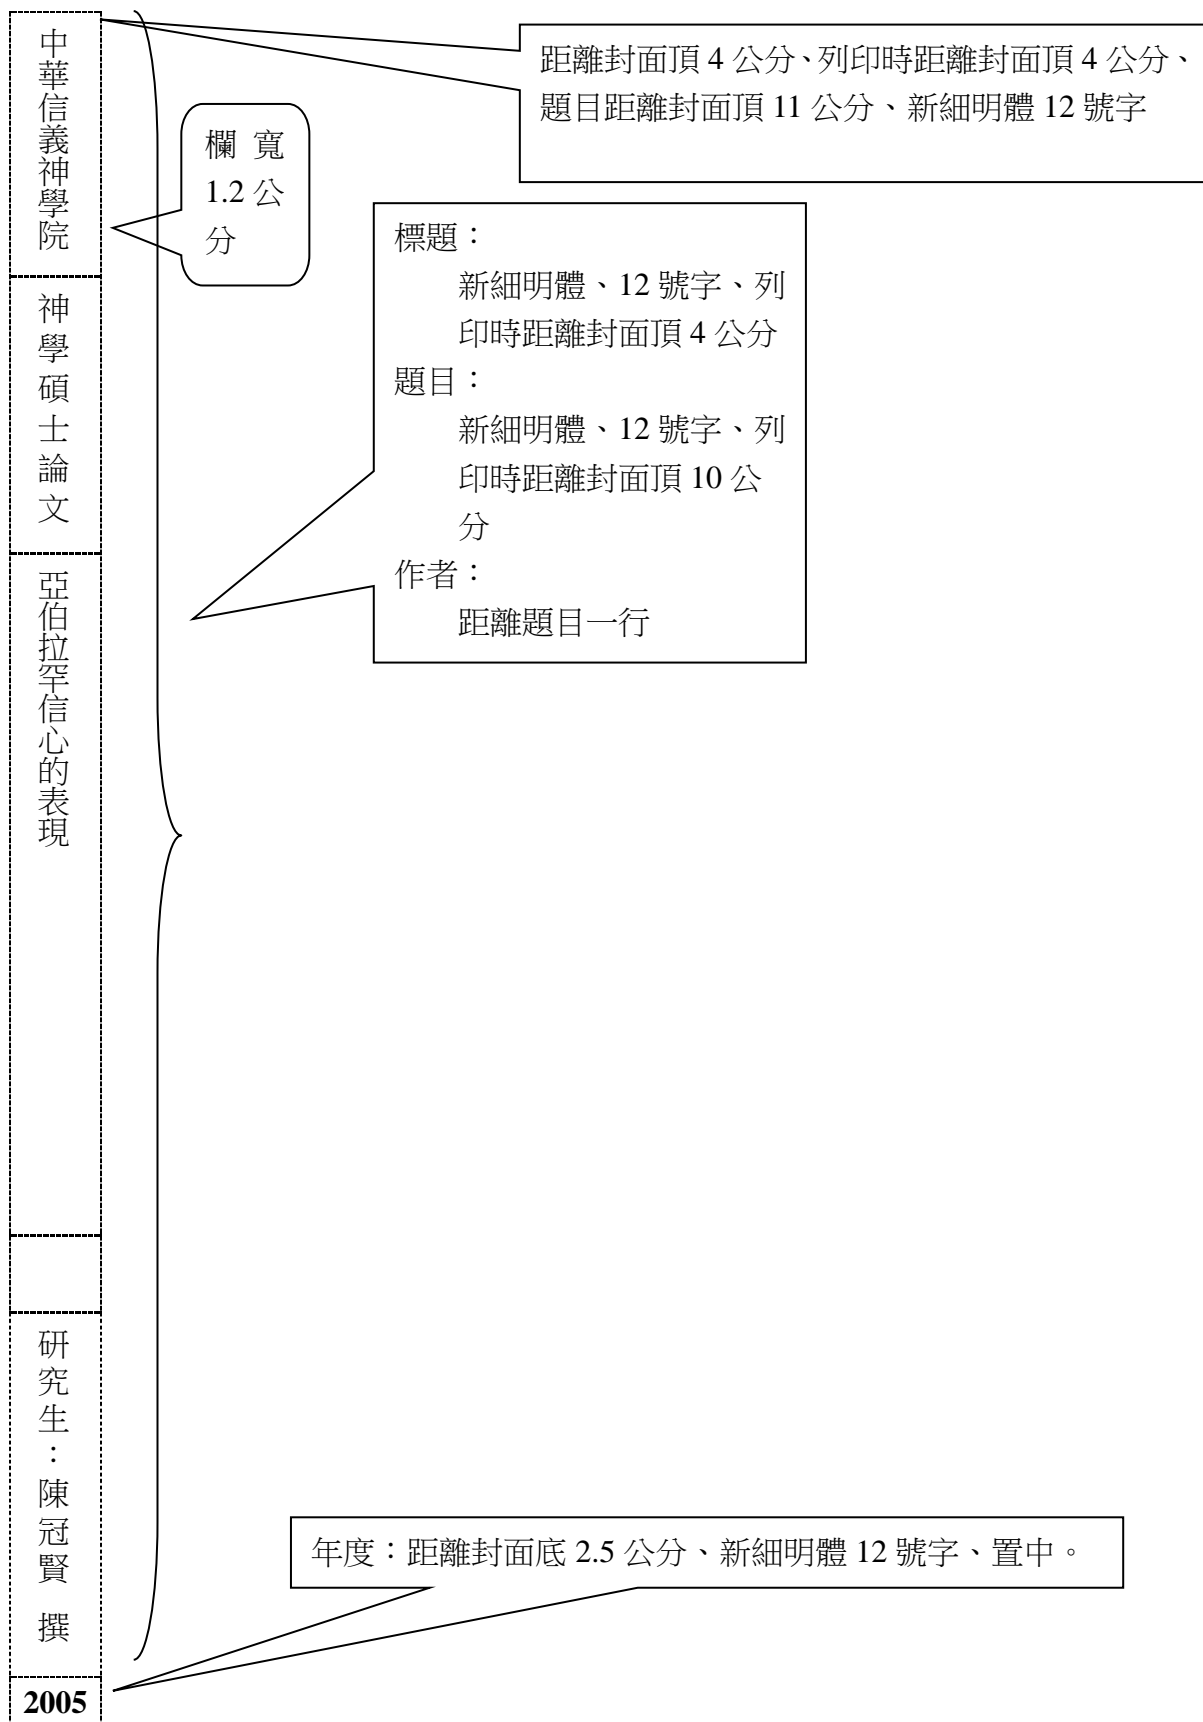 中華信義神學院
神學碩士論文
亞伯拉罕信心的表現
研究生：陳冠賢 撰
2005
距離封面頂 4 公分、列印時距離封面頂 4 公分、
題目距離封面頂 11 公分、新細明體 12 號字
欄 寬
1.2 公
分
標題：
新細明體、12 號字、列
印時距離封面頂 4 公分
題目：
新細明體、12 號字、列
印時距離封面頂 10 公
分
作者：
距離題目一行
年度：距離封面底 2.5 公分、新細明體 12 號字、置中。